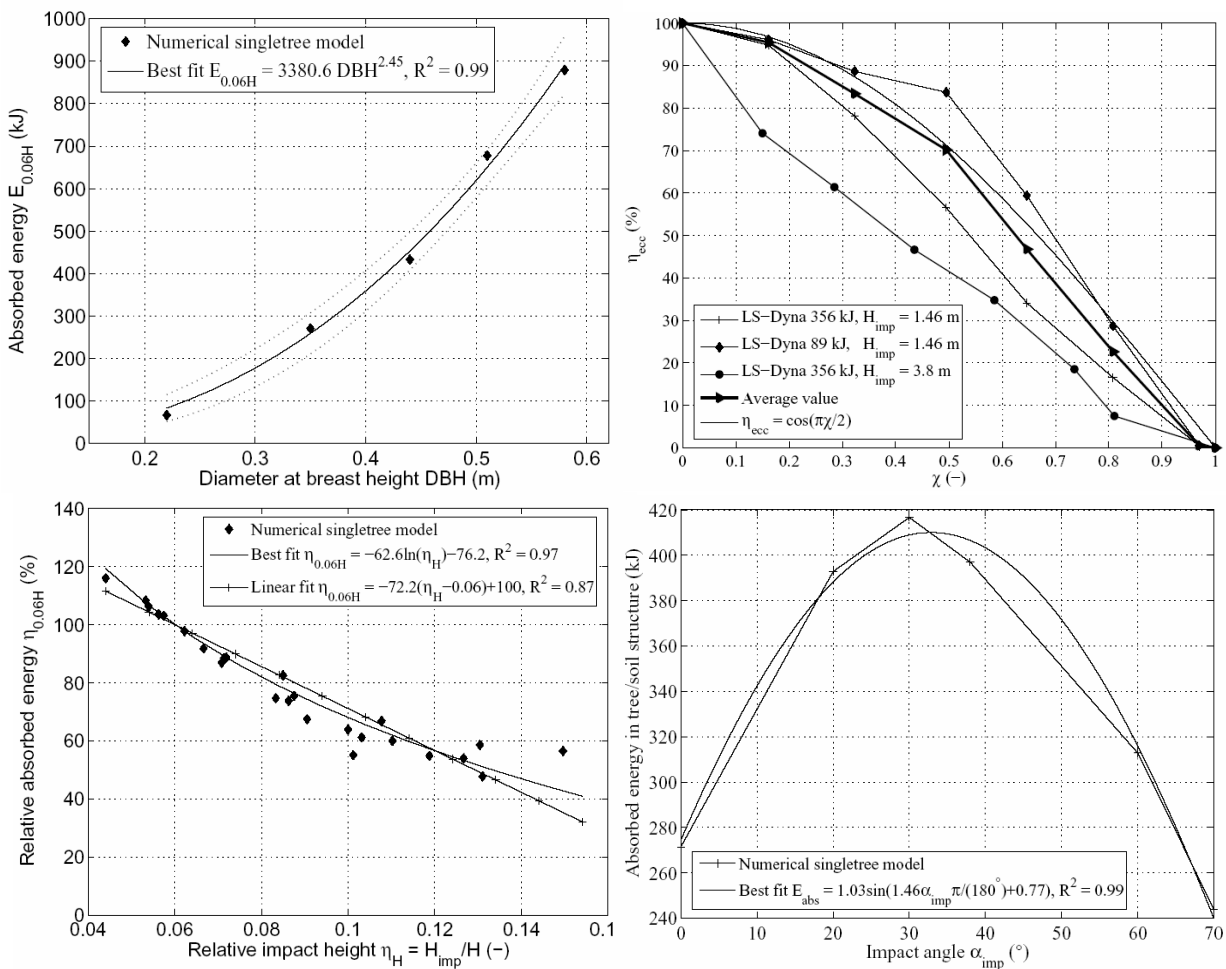 1000
900
800
700
600
500
400
300
200
100
0
Absorbed energy E0.06H (kJ)
Numerical singletree model
Best fit E0.06H = 3380.6 DBH^2.45, R^2 = 0.99
0.2 0.3 0.4 0.5 0.6
Diameter at breast height DBH (m)
100
90
80
70
60
50
40
30
20
10
0
ηecc (%)
LS−Dyna 356 kJ, Himp = 1.46 m
LS−Dyna 89 kJ, Himp = 1.46 m
LS−Dyna 356 kJ, Himp = 3.8 m
Average value
ηecc = cos(πχ/2)
0 0.1 0.2 0.3 0.4 0.5 0.6 0.7 0.8 0.9 1
χ (−)
140
120
100
80
60
40
20
0
Relative absorbed energy η0.06H (%)
Numerical singletree model
Best fit η0.06H = −62.6ln(ηH)−76.2, R^2 = 0.97
Linear fit η0.06H = −72.2(ηH−0.06)+100, R^2 = 0.87
0.04 0.06 0.08 0.1 0.12 0.14 0.1
Relative impact height ηH = Himp/H (−)
420
400
380
360
340
320
300
280
260
240
Absorbed energy in tree/soil structure (kJ)
Numerical singletree model
Best fit Eabs = 1.03sin(1.46αimpπ/(180°)+0.77), R^2 = 0.99
0 10 20 30 40 50 60 70
Impact angle αimp (°)